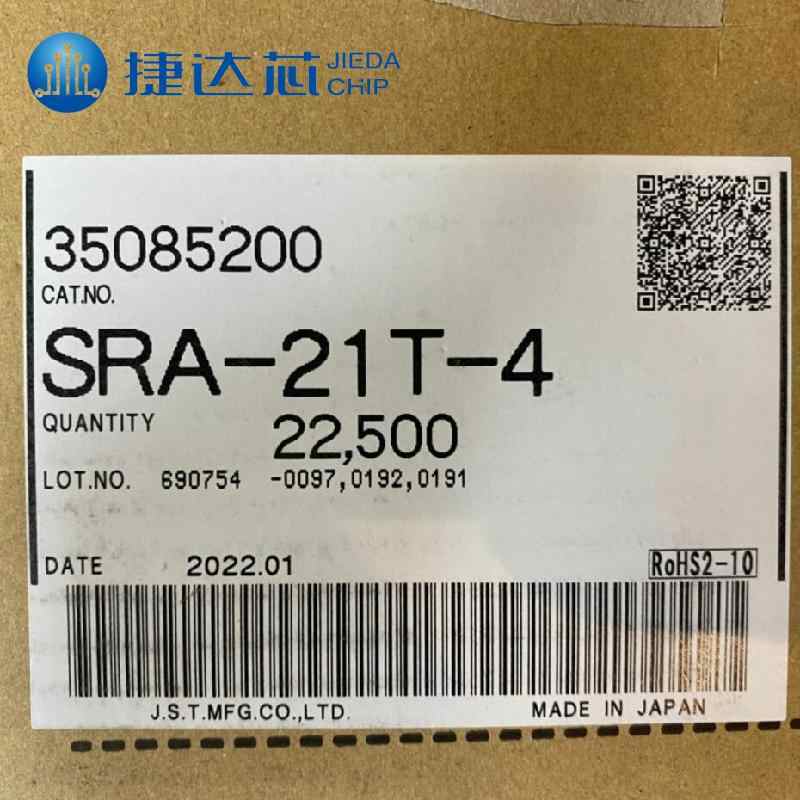 捷达芯 JIEDA CHIP
35085200
CAT.NO.
SRA-21T-4
QUANTITY 22,500
LOT.NO. 690754 -0097,0192,0191
DATE 2022.01 RoHS2-10
J.S.T.MFG.CO.,LTD. MADE IN JAPAN